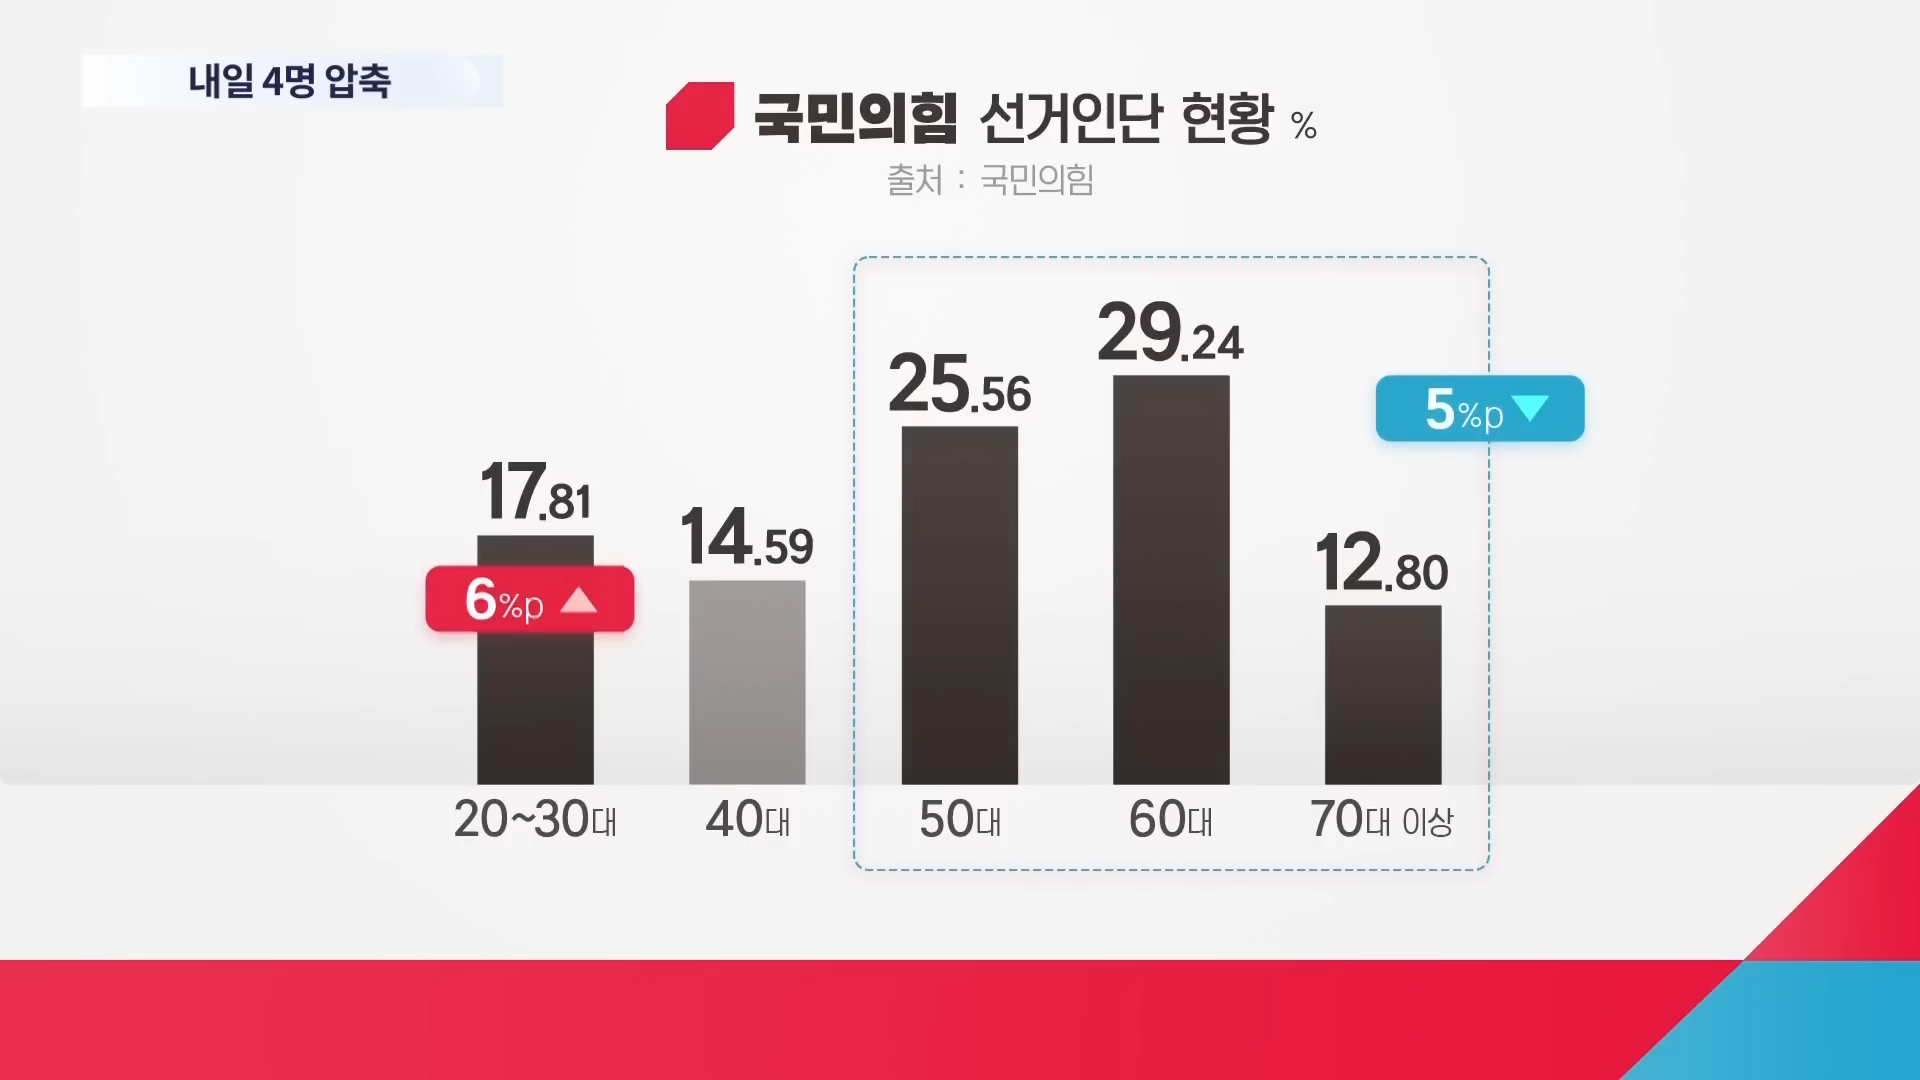 내일 4명 압축
국민의힘 선거인단 현황 %
출처 : 국민의힘
17.81
14.59
25.56
29.24
12.80
6%p ▲
5%p ▼
20~30대
40대
50대
60대
70대 이상